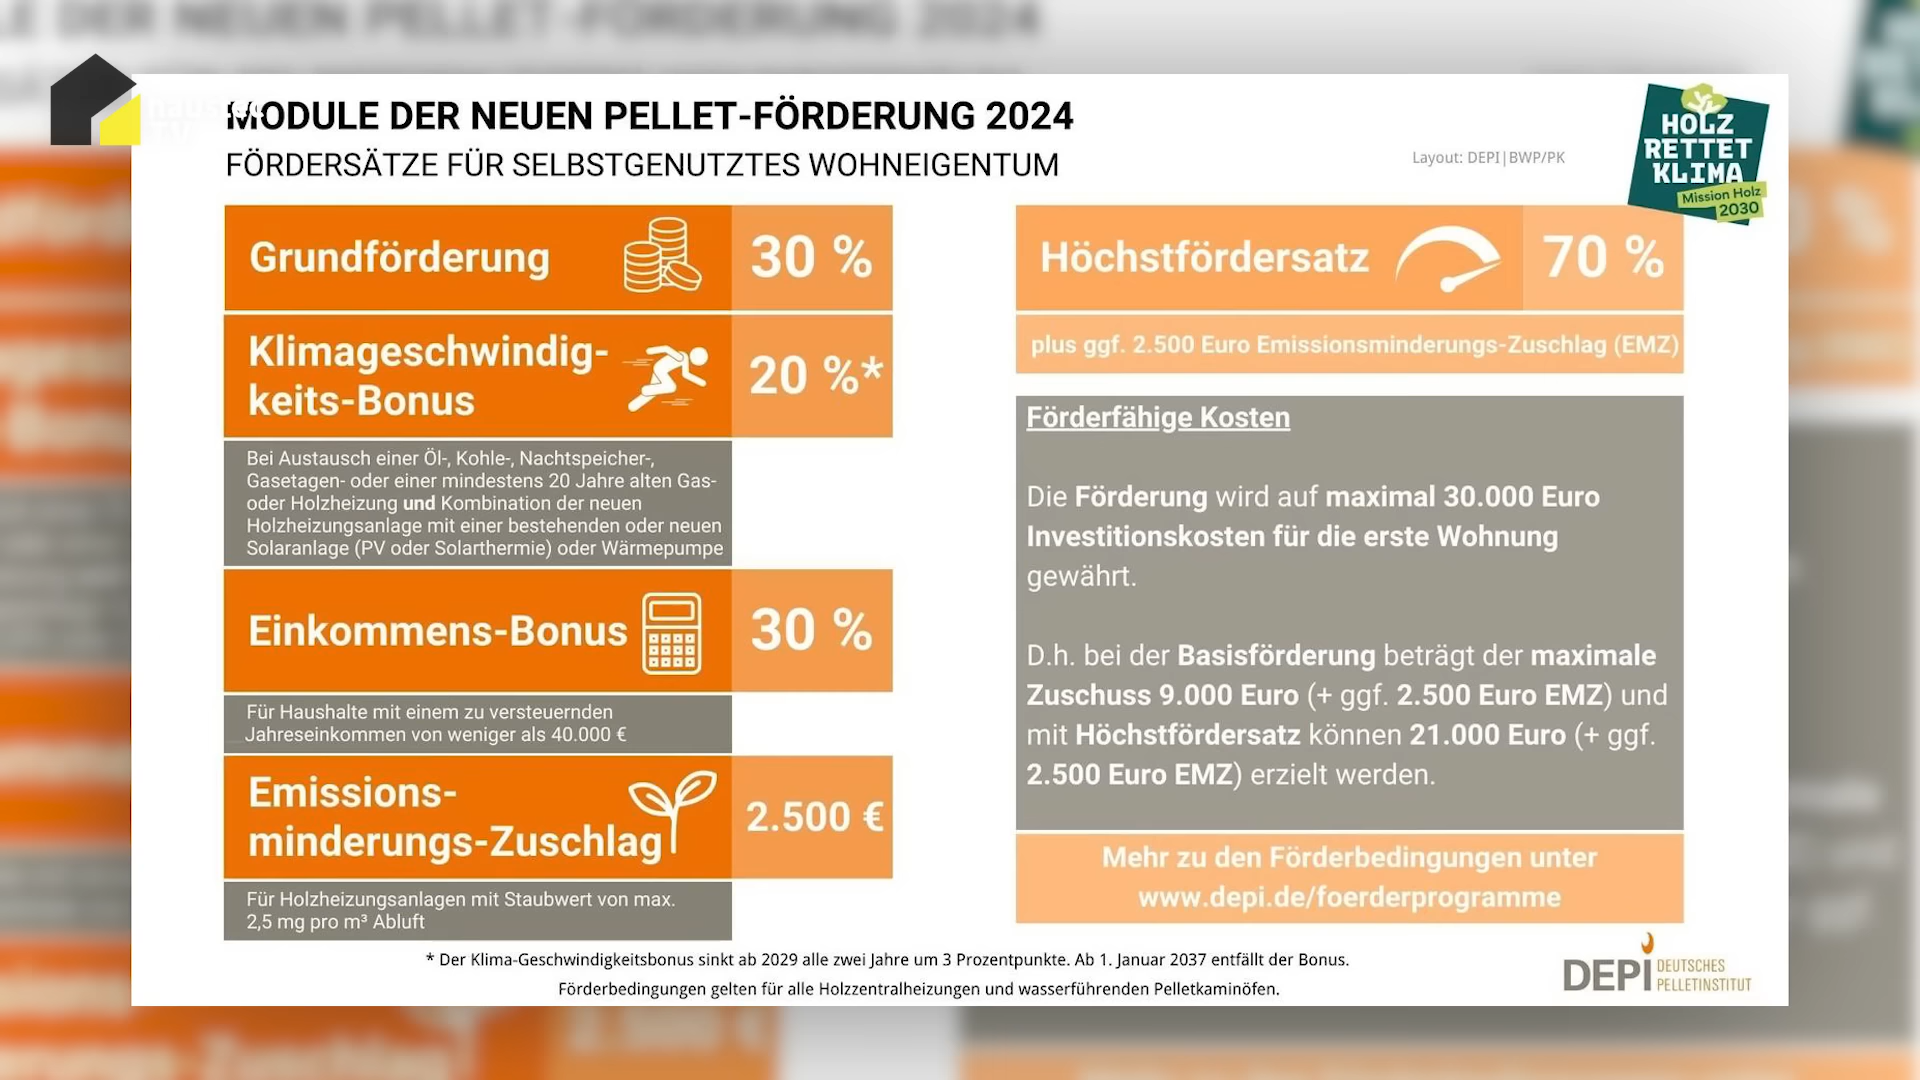 MODULE DER NEUEN PELLET-FÖRDERUNG 2024
FÖRDERSÄTZE FÜR SELBSTGENUTZTES WOHNEIGENTUM
Layout: DEPI|BWP/PK
HOLZ
RETTET
KLIMA
Mission Holz
2030
Grundförderung
30 %
Klimageschwindig-
keits-Bonus
20 %*
Bei Austausch einer Öl-, Kohle-, Nachtspeicher-,
Gasetagen- oder einer mindestens 20 Jahre alten Gas-
oder Holzheizung und Kombination der neuen
Holzheizungsanlage mit einer bestehenden oder neuen
Solaranlage (PV oder Solarthermie) oder Wärmepumpe
Einkommens-Bonus
30 %
Für Haushalte mit einem zu versteuernden
Jahreseinkommen von weniger als 40.000 €
Emissions-
minderungs-Zuschlag
2.500 €
Für Holzheizungsanlagen mit Staubwert von max.
2,5 mg pro m³ Abluft
Höchstfördersatz
70 %
plus ggf. 2.500 Euro Emissionsminderungs-Zuschlag (EMZ)
Förderfähige Kosten
Die Förderung wird auf maximal 30.000 Euro
Investitionskosten für die erste Wohnung
gewährt.
D.h. bei der Basisförderung beträgt der maximale
Zuschuss 9.000 Euro (+ ggf. 2.500 Euro EMZ) und
mit Höchstfördersatz können 21.000 Euro (+ ggf.
2.500 Euro EMZ) erzielt werden.
Mehr zu den Förderbedingungen unter
www.depi.de/foerderprogramme
* Der Klima-Geschwindigkeitsbonus sinkt ab 2029 alle zwei Jahre um 3 Prozentpunkte. Ab 1. Januar 2037 entfällt der Bonus.
Förderbedingungen gelten für alle Holzzentralheizungen und wasserführenden Pelletkaminöfen.
DEPI
DEUTSCHES
PELLETINSTITUT